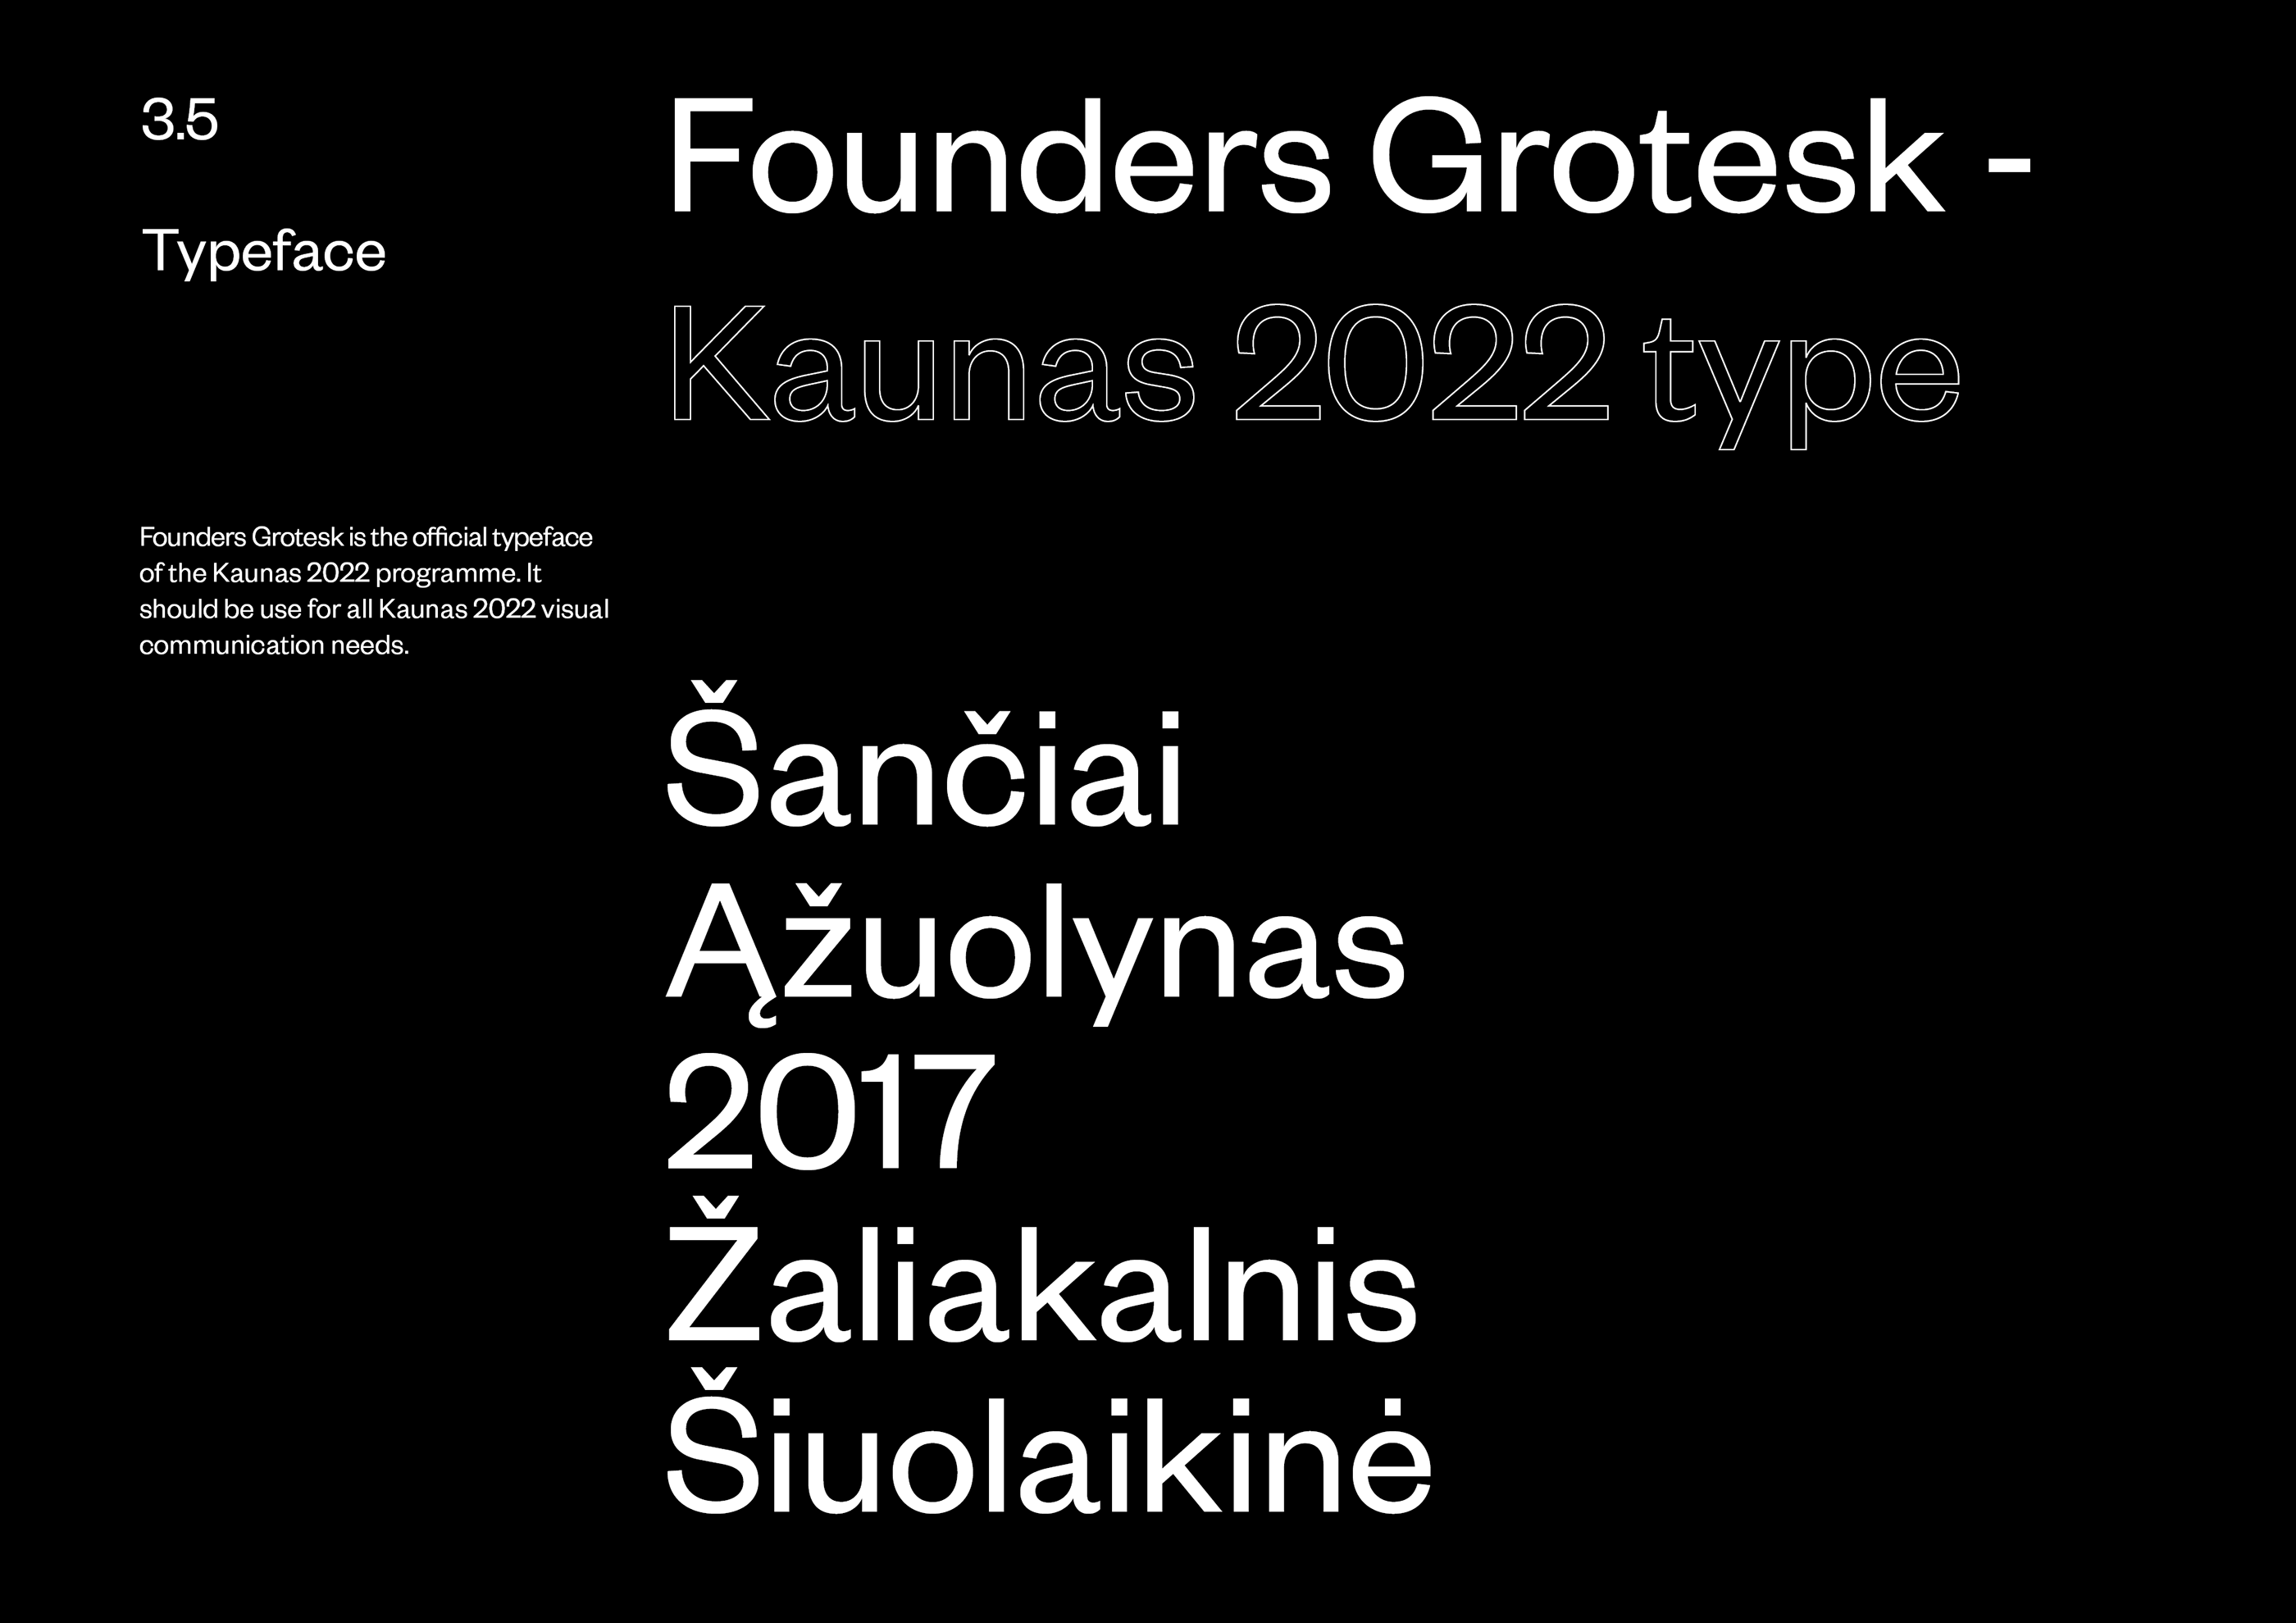 3.5
Typeface
Founders Grotesk -
Kaunas 2022 type
Founders Grotesk is the official typeface
of the Kaunas 2022 programme. It
should be use for all Kaunas 2022 visual
communication needs.
Šančiai
Ąžuolynas
2017
Žaliakalnis
Šiuolaikinė